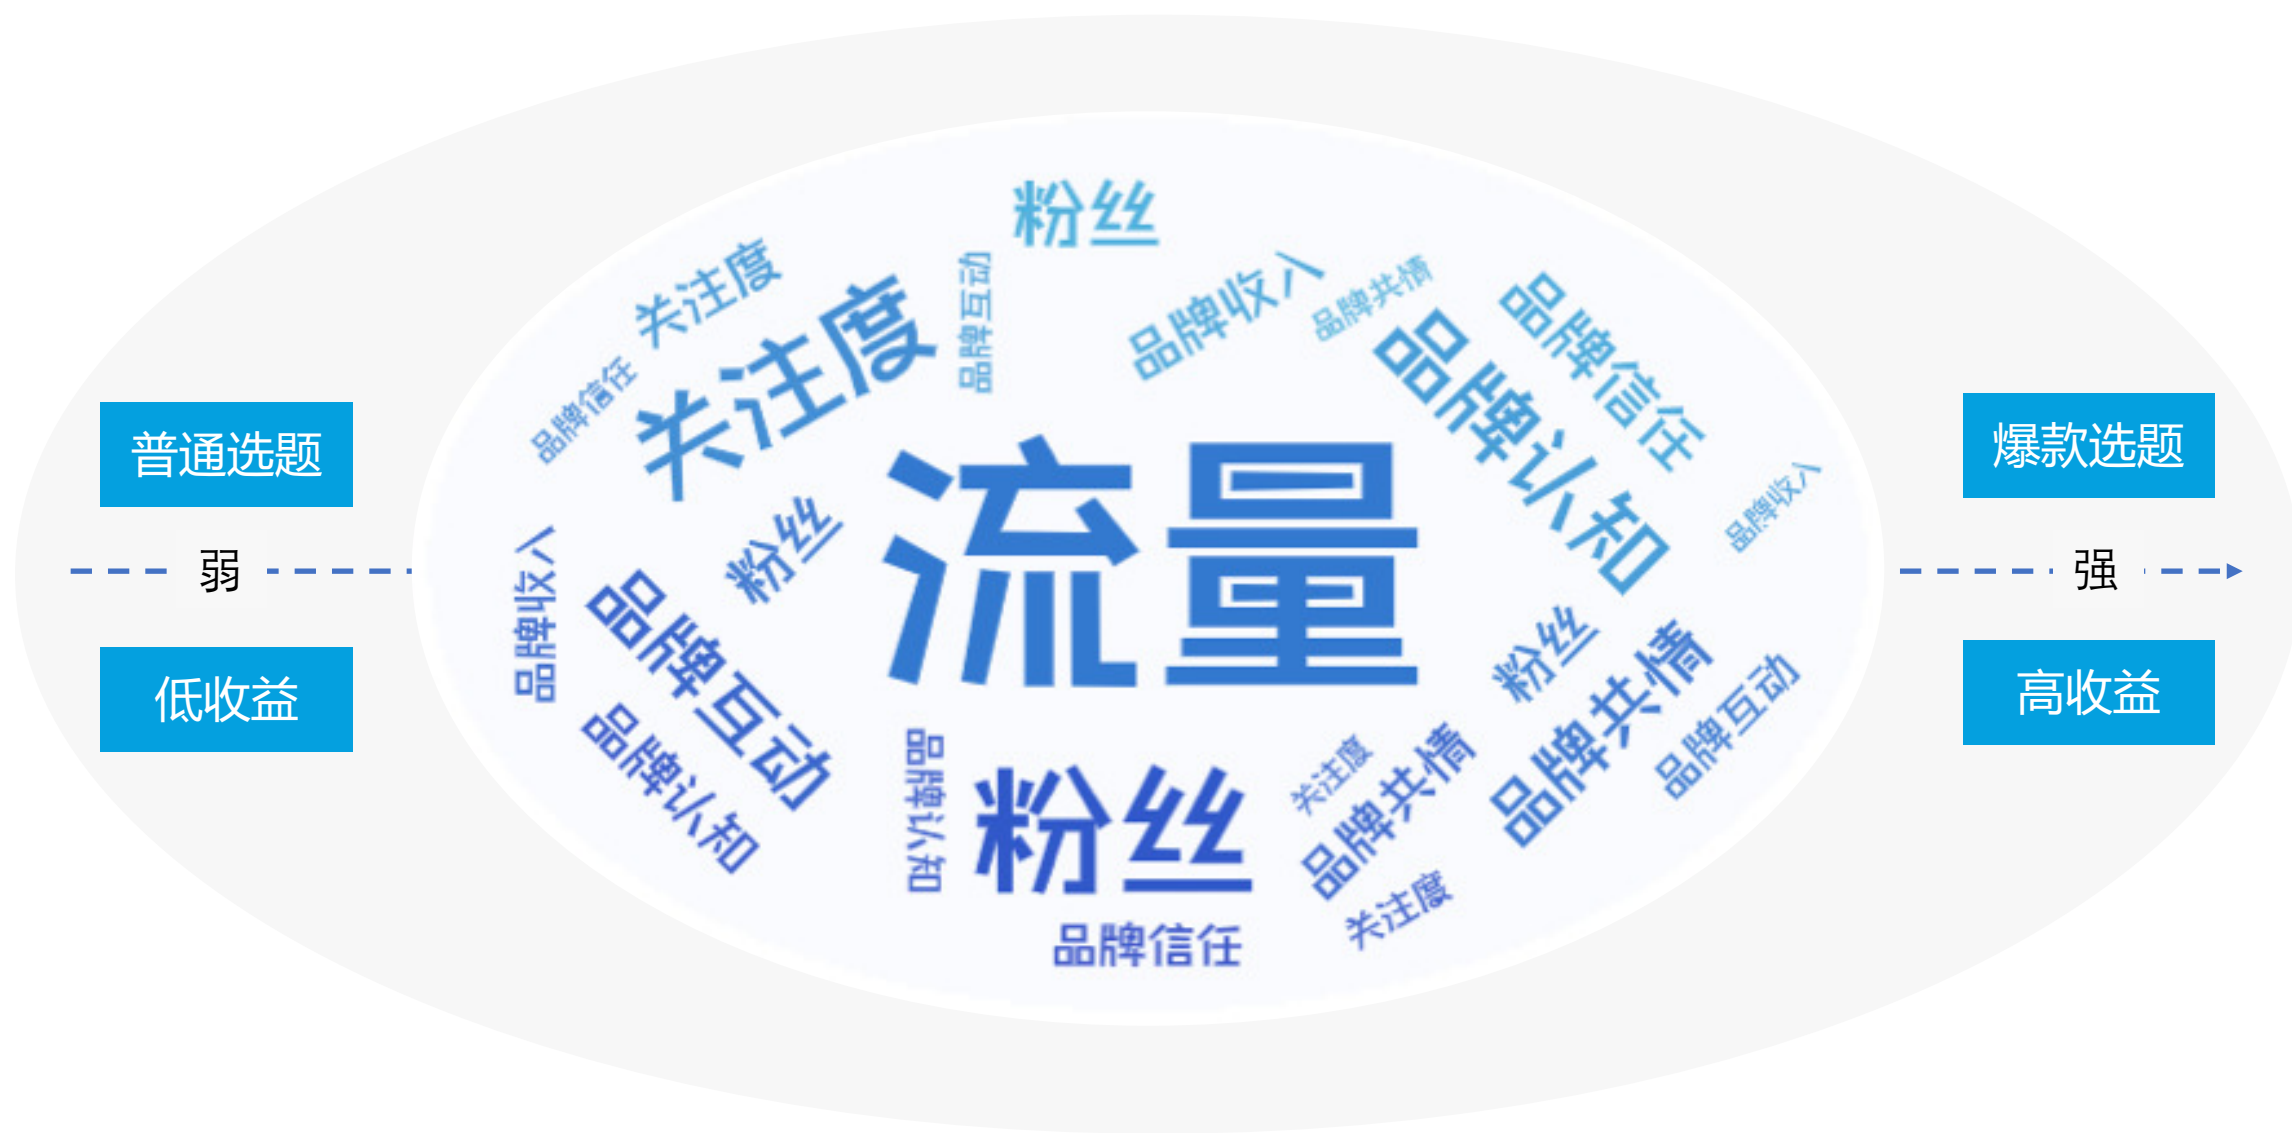 普通选题
弱
低收益
粉丝
关注度
品牌互动
品牌收入
品牌共情
品牌信任
关注度
品牌信任
品牌认知
流量
品牌收入
粉丝
品牌收入
品牌互动
粉丝
品牌共情
品牌互动
品牌认知
品牌认知
粉丝
关注度
品牌共情
关注度
品牌信任
爆款选题
强
高收益